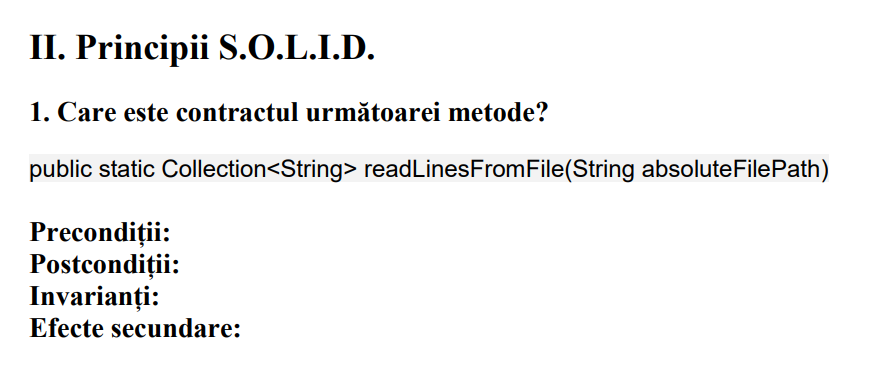 II. Principii S.O.L.I.D.
1. Care este contractul următoarei metode?
public static Collection<String> readLinesFromFile(String absoluteFilePath)
Precondiții:
Postcondiții:
Invarianți:
Efecte secundare: